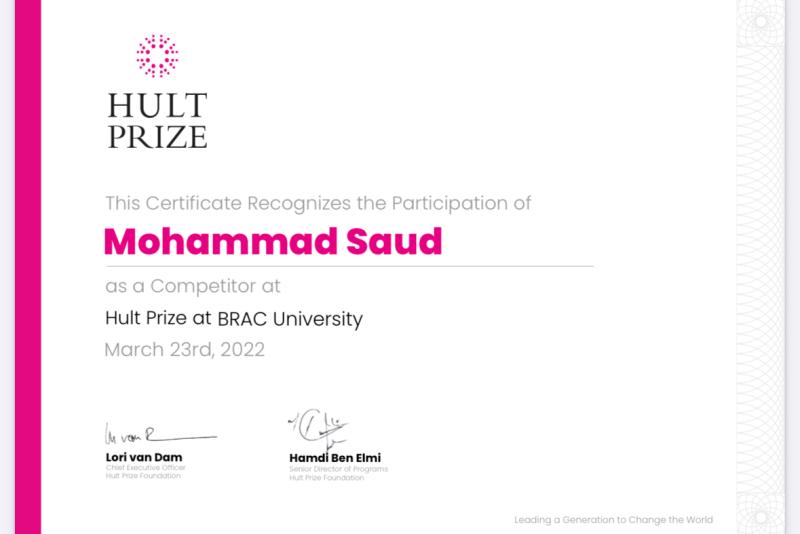 HULT
PRIZE
This Certificate Recognizes the Participation of
Mohammad Saud
as a Competitor at
Hult Prize at BRAC University
March 23rd, 2022
Lori van Dam
Chief Executive Officer
Hult Prize Foundation
Hamdi Ben Elmi
Senior Director of Programs
Hult Prize Foundation
Leading a Generation to Change the World